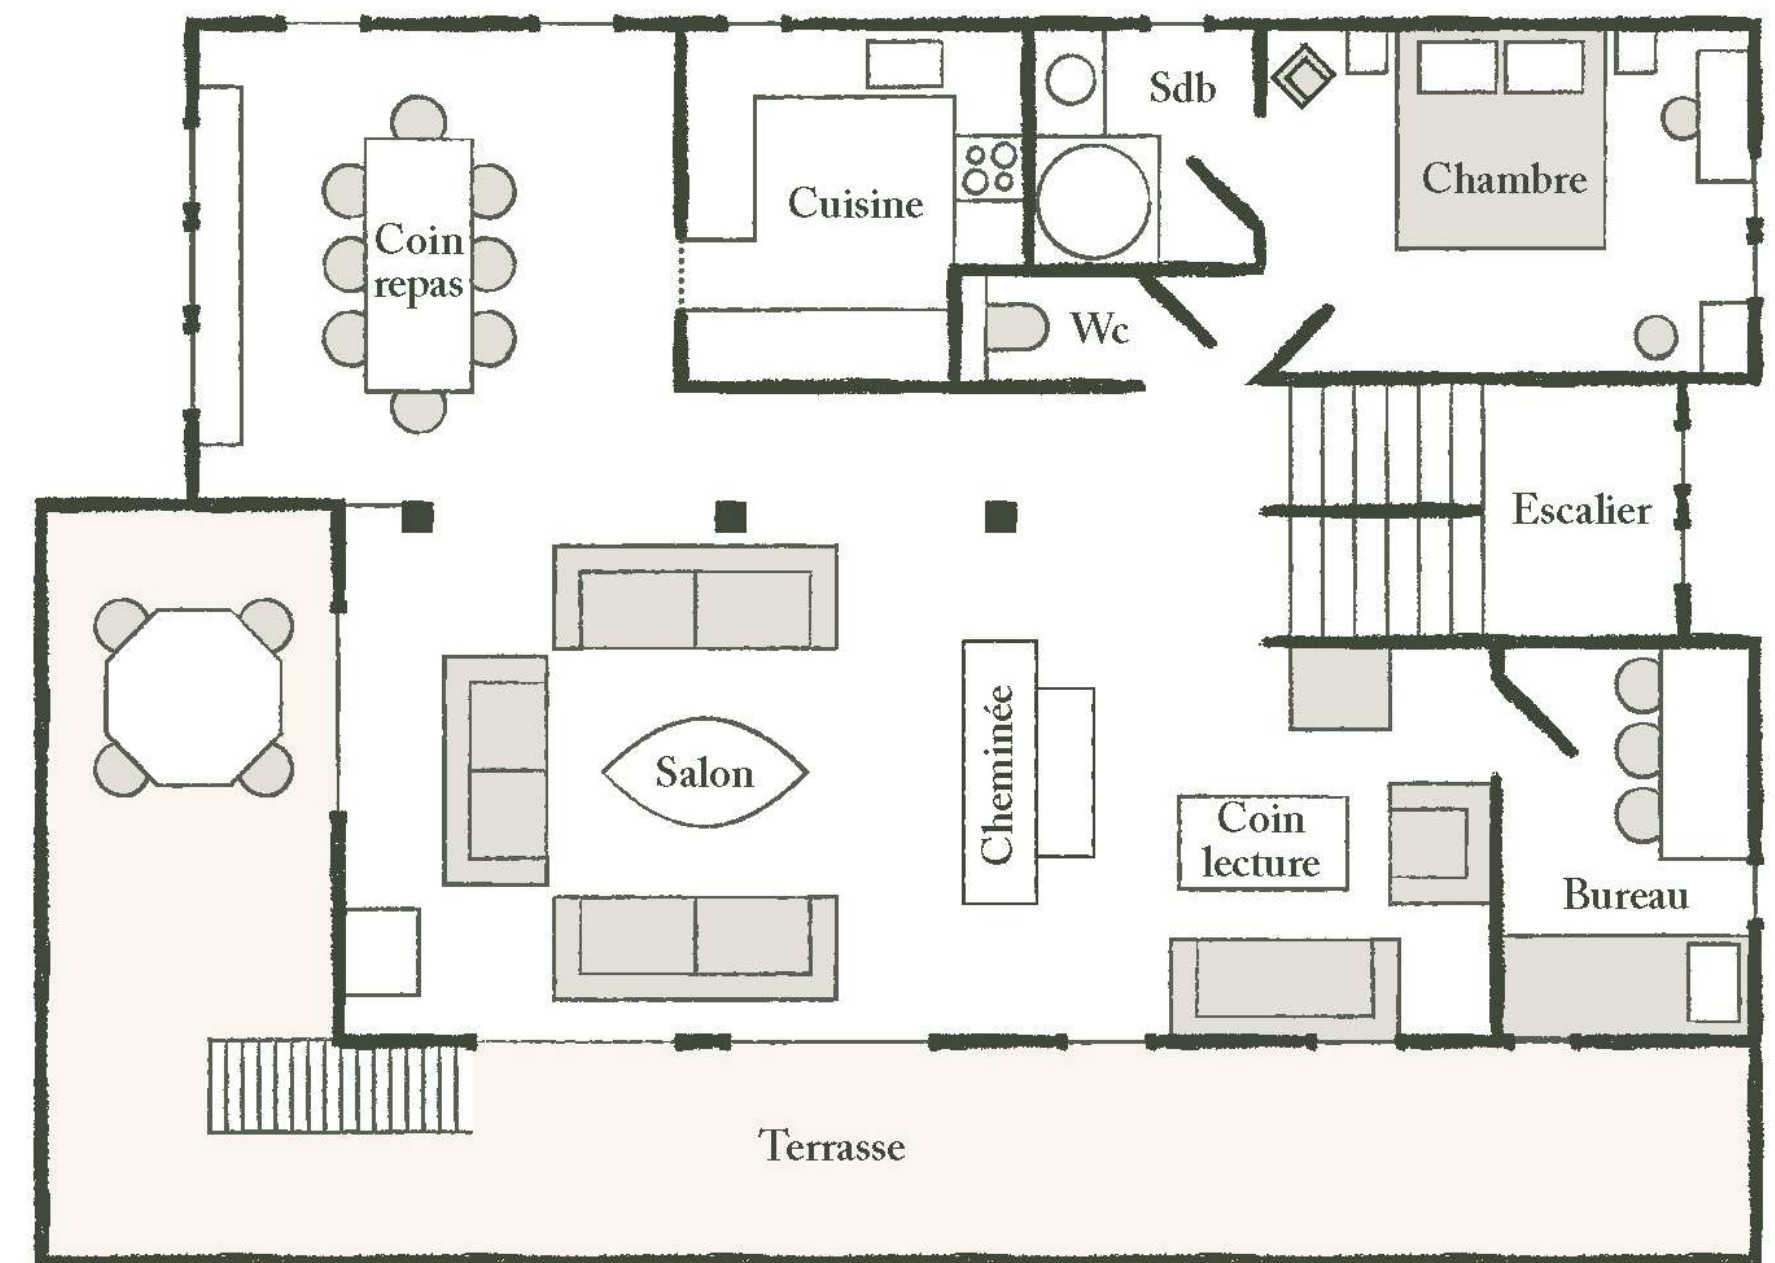 Sdb
Chambre
Cuisine
Coin
repas
Wc
Escalier
Salon
Cheminée
Coin
lecture
Bureau
Terrasse